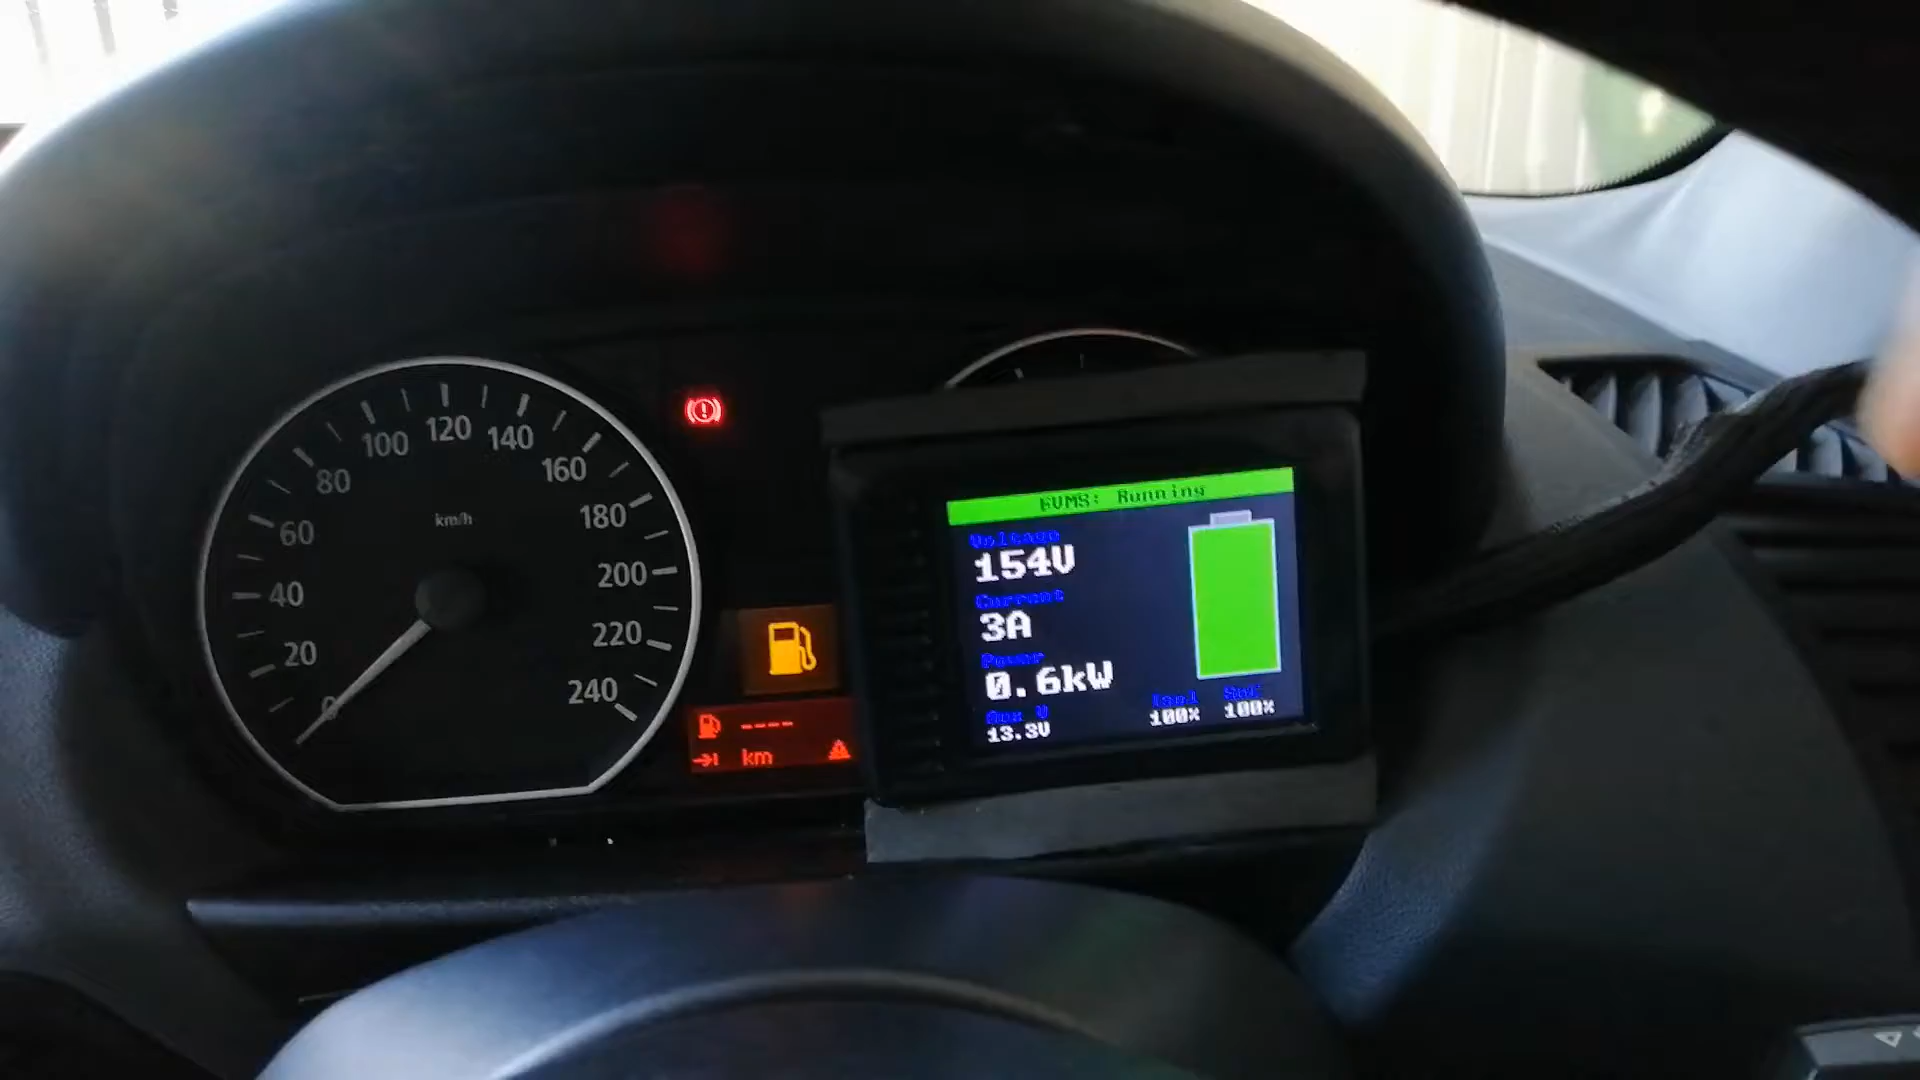 120
100
140
80
160
km/h
60
180
40
200
20
220
0
240
----
km
EVMS: Running
Voltage
154V
Current
3A
Power
0.6kW
Aux V
13.3V
Isol
100%
SoC
100%